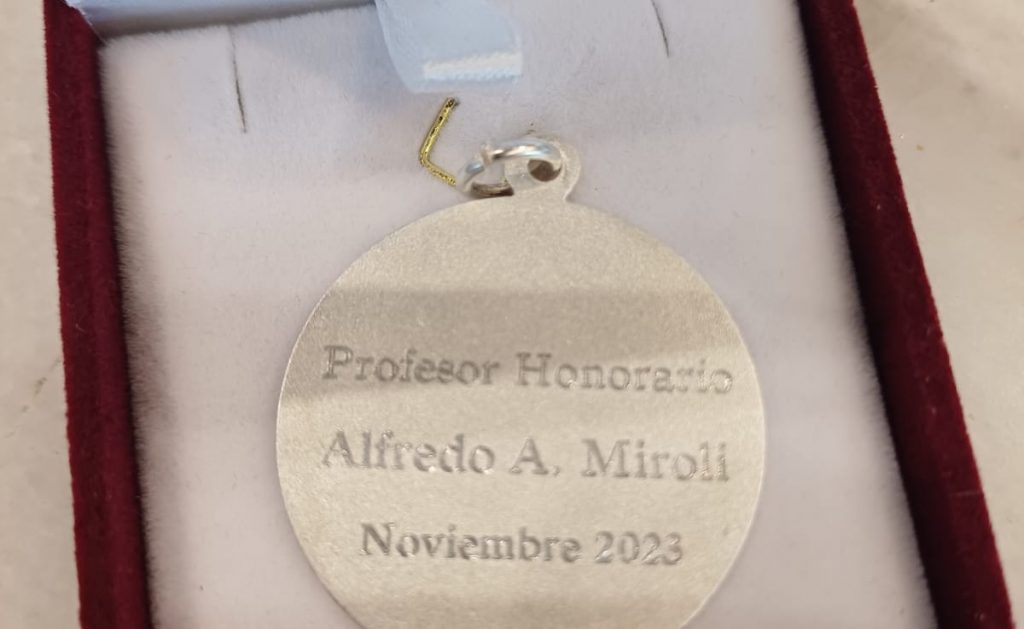 Profesor Honorario
Alfredo A. Miroli
Noviembre 2023